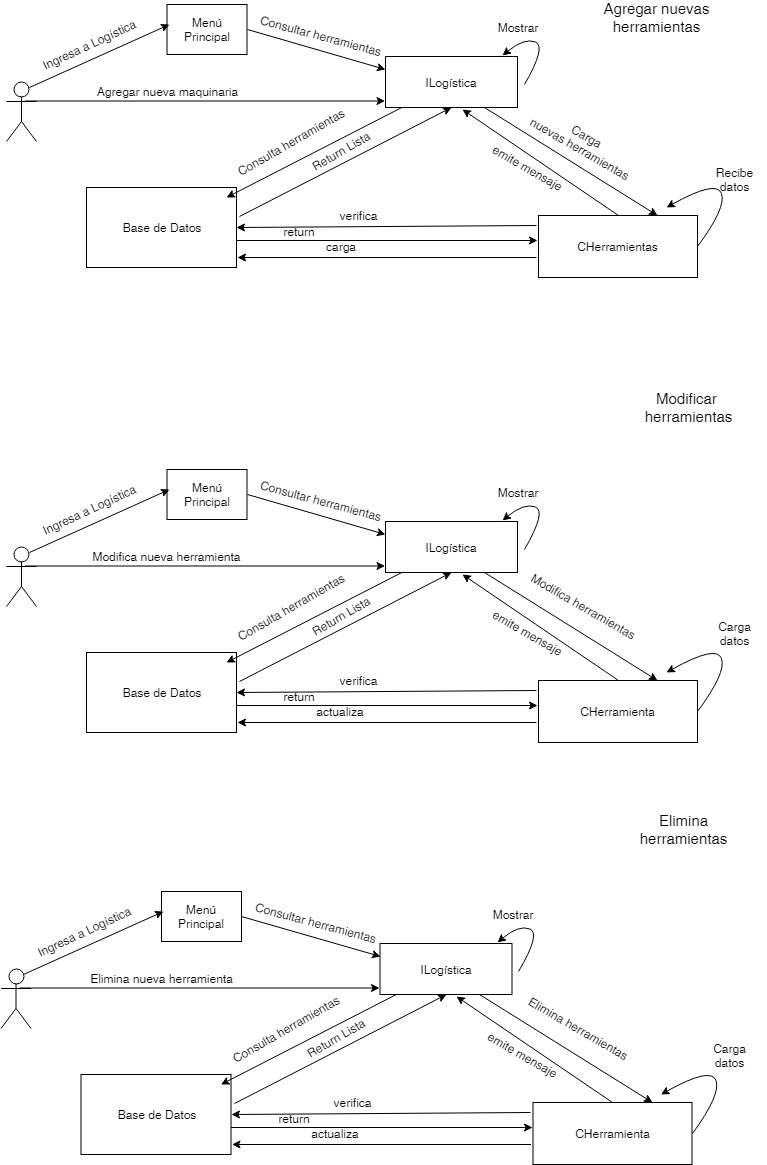 Agregar nuevas
herramientas
Menú
Principal
Ingresa a Logística
Consultar herramientas
Mostrar
ILogística
Agregar nueva maquinaria
Consulta herramientas
Return Lista
Carga
nuevas herramientas
emite mensaje
Recibe
datos
Base de Datos
verifica
return
carga
CHerramientas
Modificar
herramientas
Menú
Principal
Ingresa a Logística
Consultar herramientas
Mostrar
ILogística
Modifica nueva herramienta
Consulta herramientas
Return Lista
Modifica herramientas
emite mensaje
Carga
datos
Base de Datos
verifica
return
actualiza
CHerramienta
Elimina
herramientas
Menú
Principal
Ingresa a Logística
Consultar herramientas
Mostrar
ILogística
Elimina nueva herramienta
Consulta herramientas
Return Lista
Elimina herramientas
emite mensaje
Carga
datos
Base de Datos
verifica
return
actualiza
CHerramienta